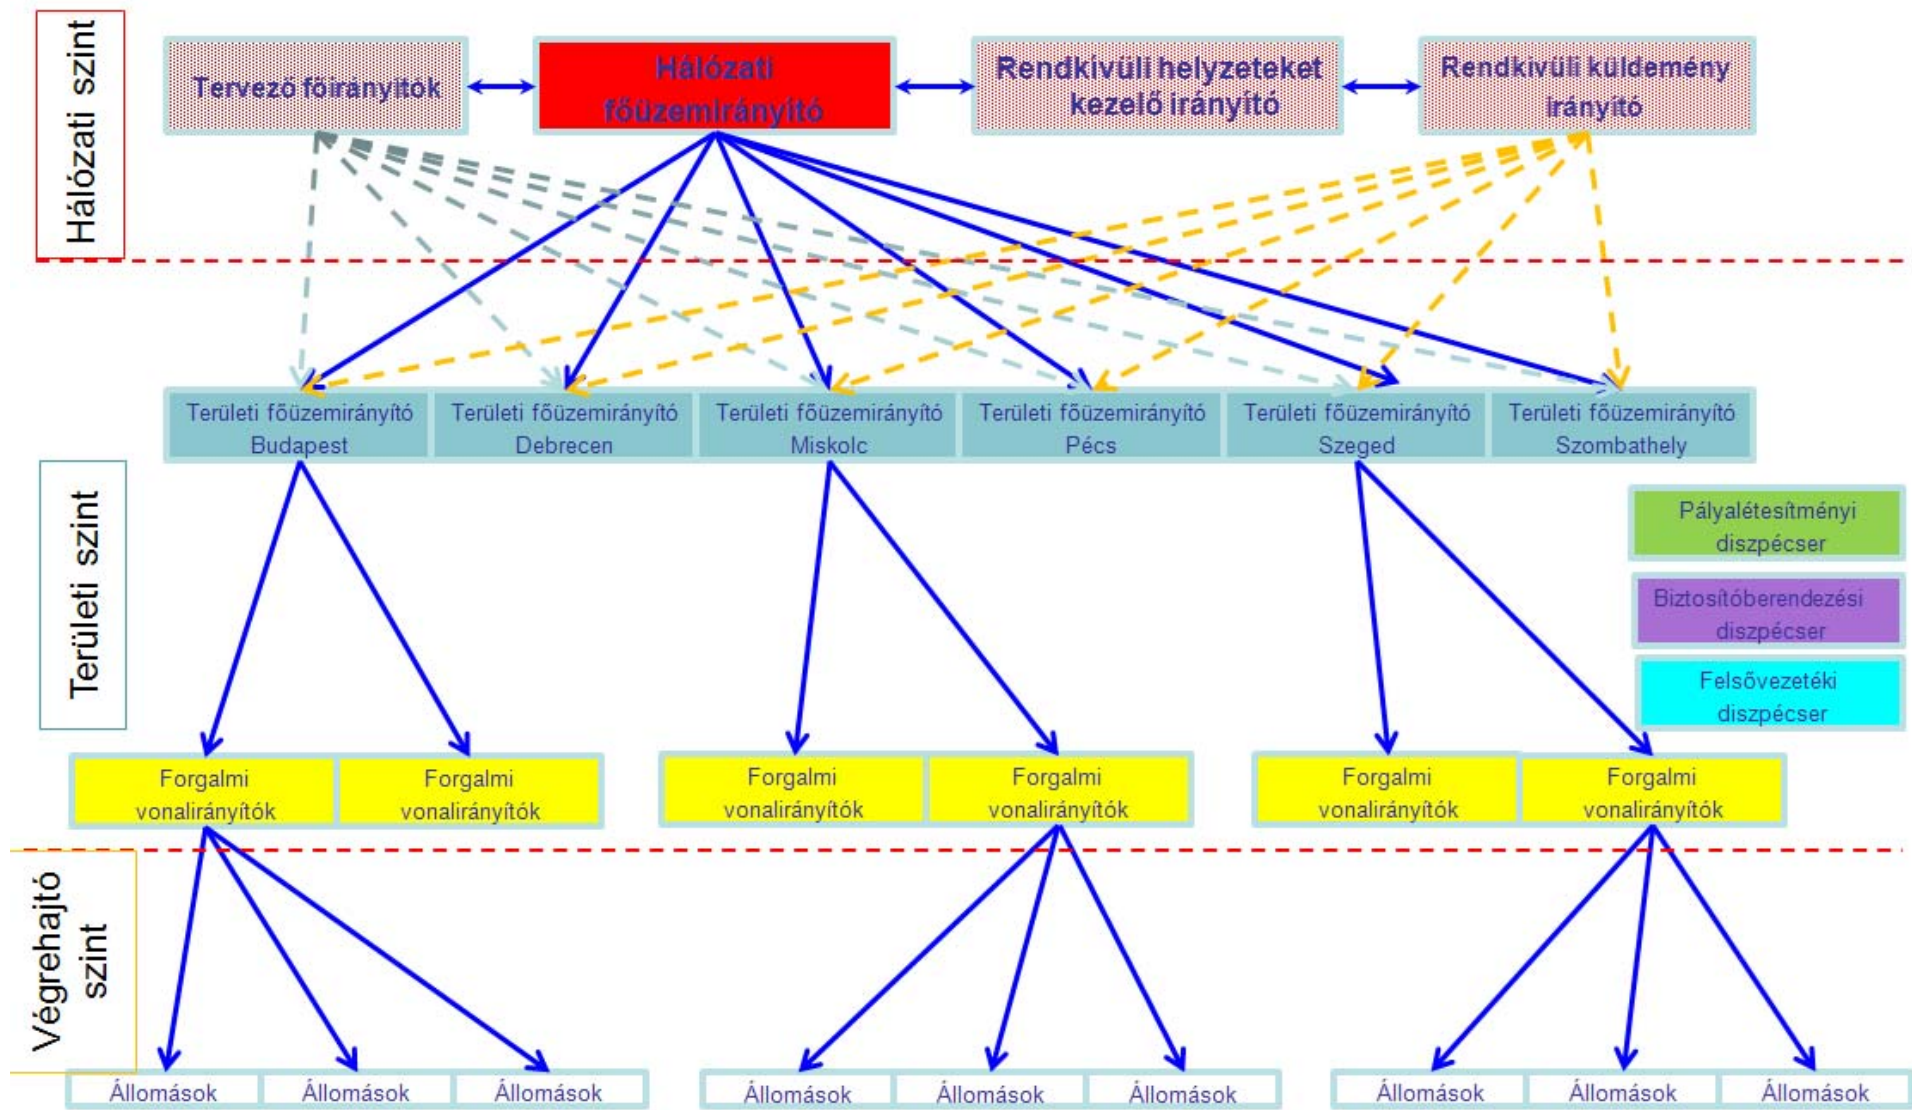 Hálózati szint
Tervező főirányítók
Hálózati
főüzemirányító
Rendkívüli helyzeteket
kezelő irányító
Rendkívüli küldemény
irányító
Területi szint
Területi főüzemirányító
Budapest
Területi főüzemirányító
Debrecen
Területi főüzemirányító
Miskolc
Területi főüzemirányító
Pécs
Területi főüzemirányító
Szeged
Területi főüzemirányító
Szombathely
Pályalétesítményi
diszpécser
Biztosítóberendezési
diszpécser
Felsővezetéki
diszpécser
Forgalmi
vonalirányítók
Forgalmi
vonalirányítók
Forgalmi
vonalirányítók
Forgalmi
vonalirányítók
Forgalmi
vonalirányítók
Forgalmi
vonalirányítók
Végrehajtó
szint
Állomások
Állomások
Állomások
Állomások
Állomások
Állomások
Állomások
Állomások
Állomások